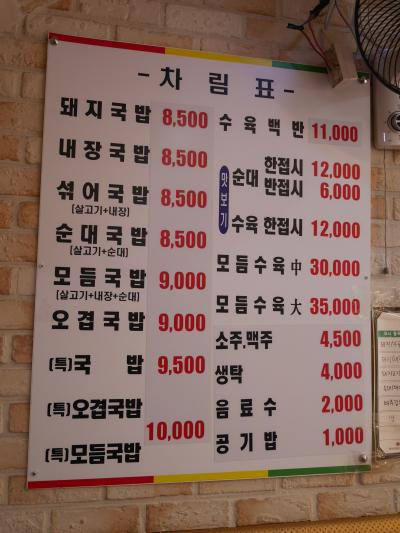 - 차 림 표 -
돼지국밥 8,500
내장국밥 8,500
섞어국밥 8,500
(살고기+내장)
순대국밥 8,500
(살고기+순대)
모듬국밥 9,000
(살고기+내장+순대)
오겹국밥 9,000
(특)국 밥 9,500
(특)오겹국밥
10,000
(특)모듬국밥
수육백반 11,000
맛보기
순대 한접시 12,000
반접시 6,000
수육 한접시 12,000
모듬수육 中 30,000
모듬수육 大 35,000
소주.맥주 4,500
생탁 4,000
음료수 2,000
공기밥 1,000